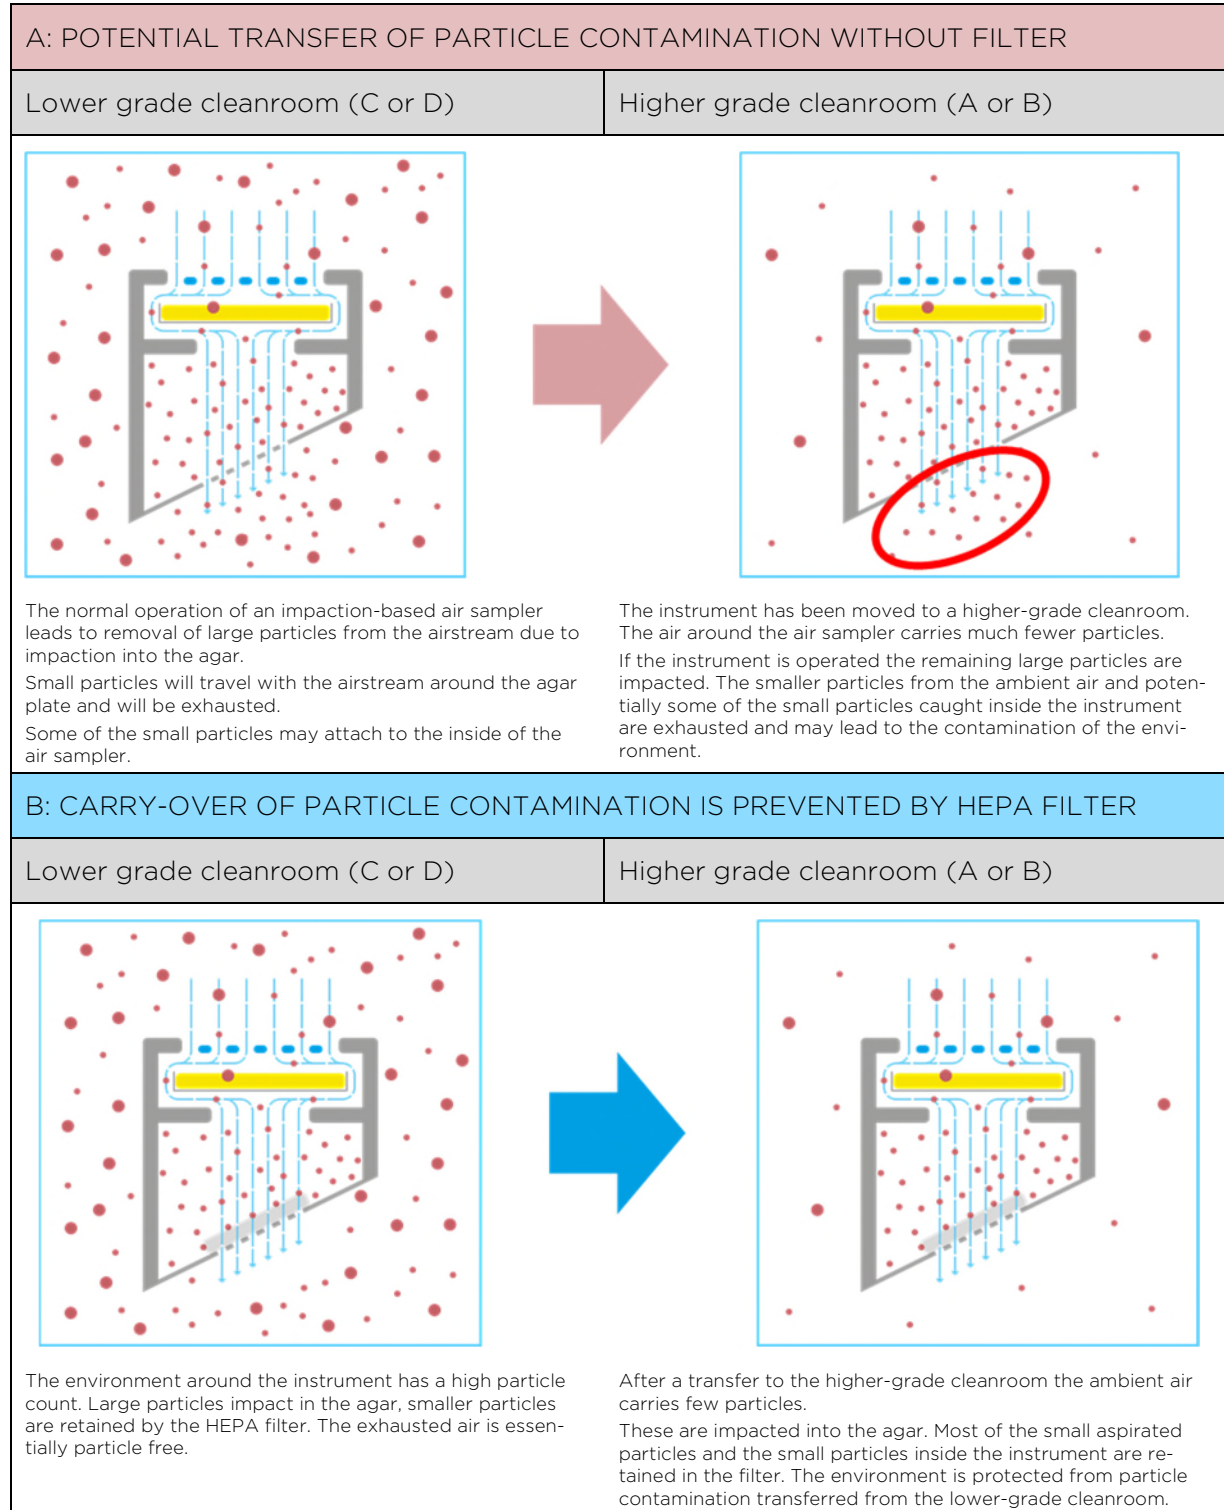 A: POTENTIAL TRANSFER OF PARTICLE CONTAMINATION WITHOUT FILTER
Lower grade cleanroom (C or D)
Higher grade cleanroom (A or B)
The normal operation of an impaction-based air sampler
leads to removal of large particles from the airstream due to
impaction into the agar.
Small particles will travel with the airstream around the agar
plate and will be exhausted.
Some of the small particles may attach to the inside of the
air sampler.
The instrument has been moved to a higher-grade cleanroom.
The air around the air sampler carries much fewer particles.
If the instrument is operated the remaining large particles are
impacted. The smaller particles from the ambient air and poten-
tially some of the small particles caught inside the instrument
are exhausted and may lead to the contamination of the envi-
ronment.
B: CARRY-OVER OF PARTICLE CONTAMINATION IS PREVENTED BY HEPA FILTER
Lower grade cleanroom (C or D)
Higher grade cleanroom (A or B)
The environment around the instrument has a high particle
count. Large particles impact in the agar, smaller particles
are retained by the HEPA filter. The exhausted air is essen-
tially particle free.
After a transfer to the higher-grade cleanroom the ambient air
carries few particles.
These are impacted into the agar. Most of the small aspirated
particles and the small particles inside the instrument are re-
tained in the filter. The environment is protected from particle
contamination transferred from the lower-grade cleanroom.